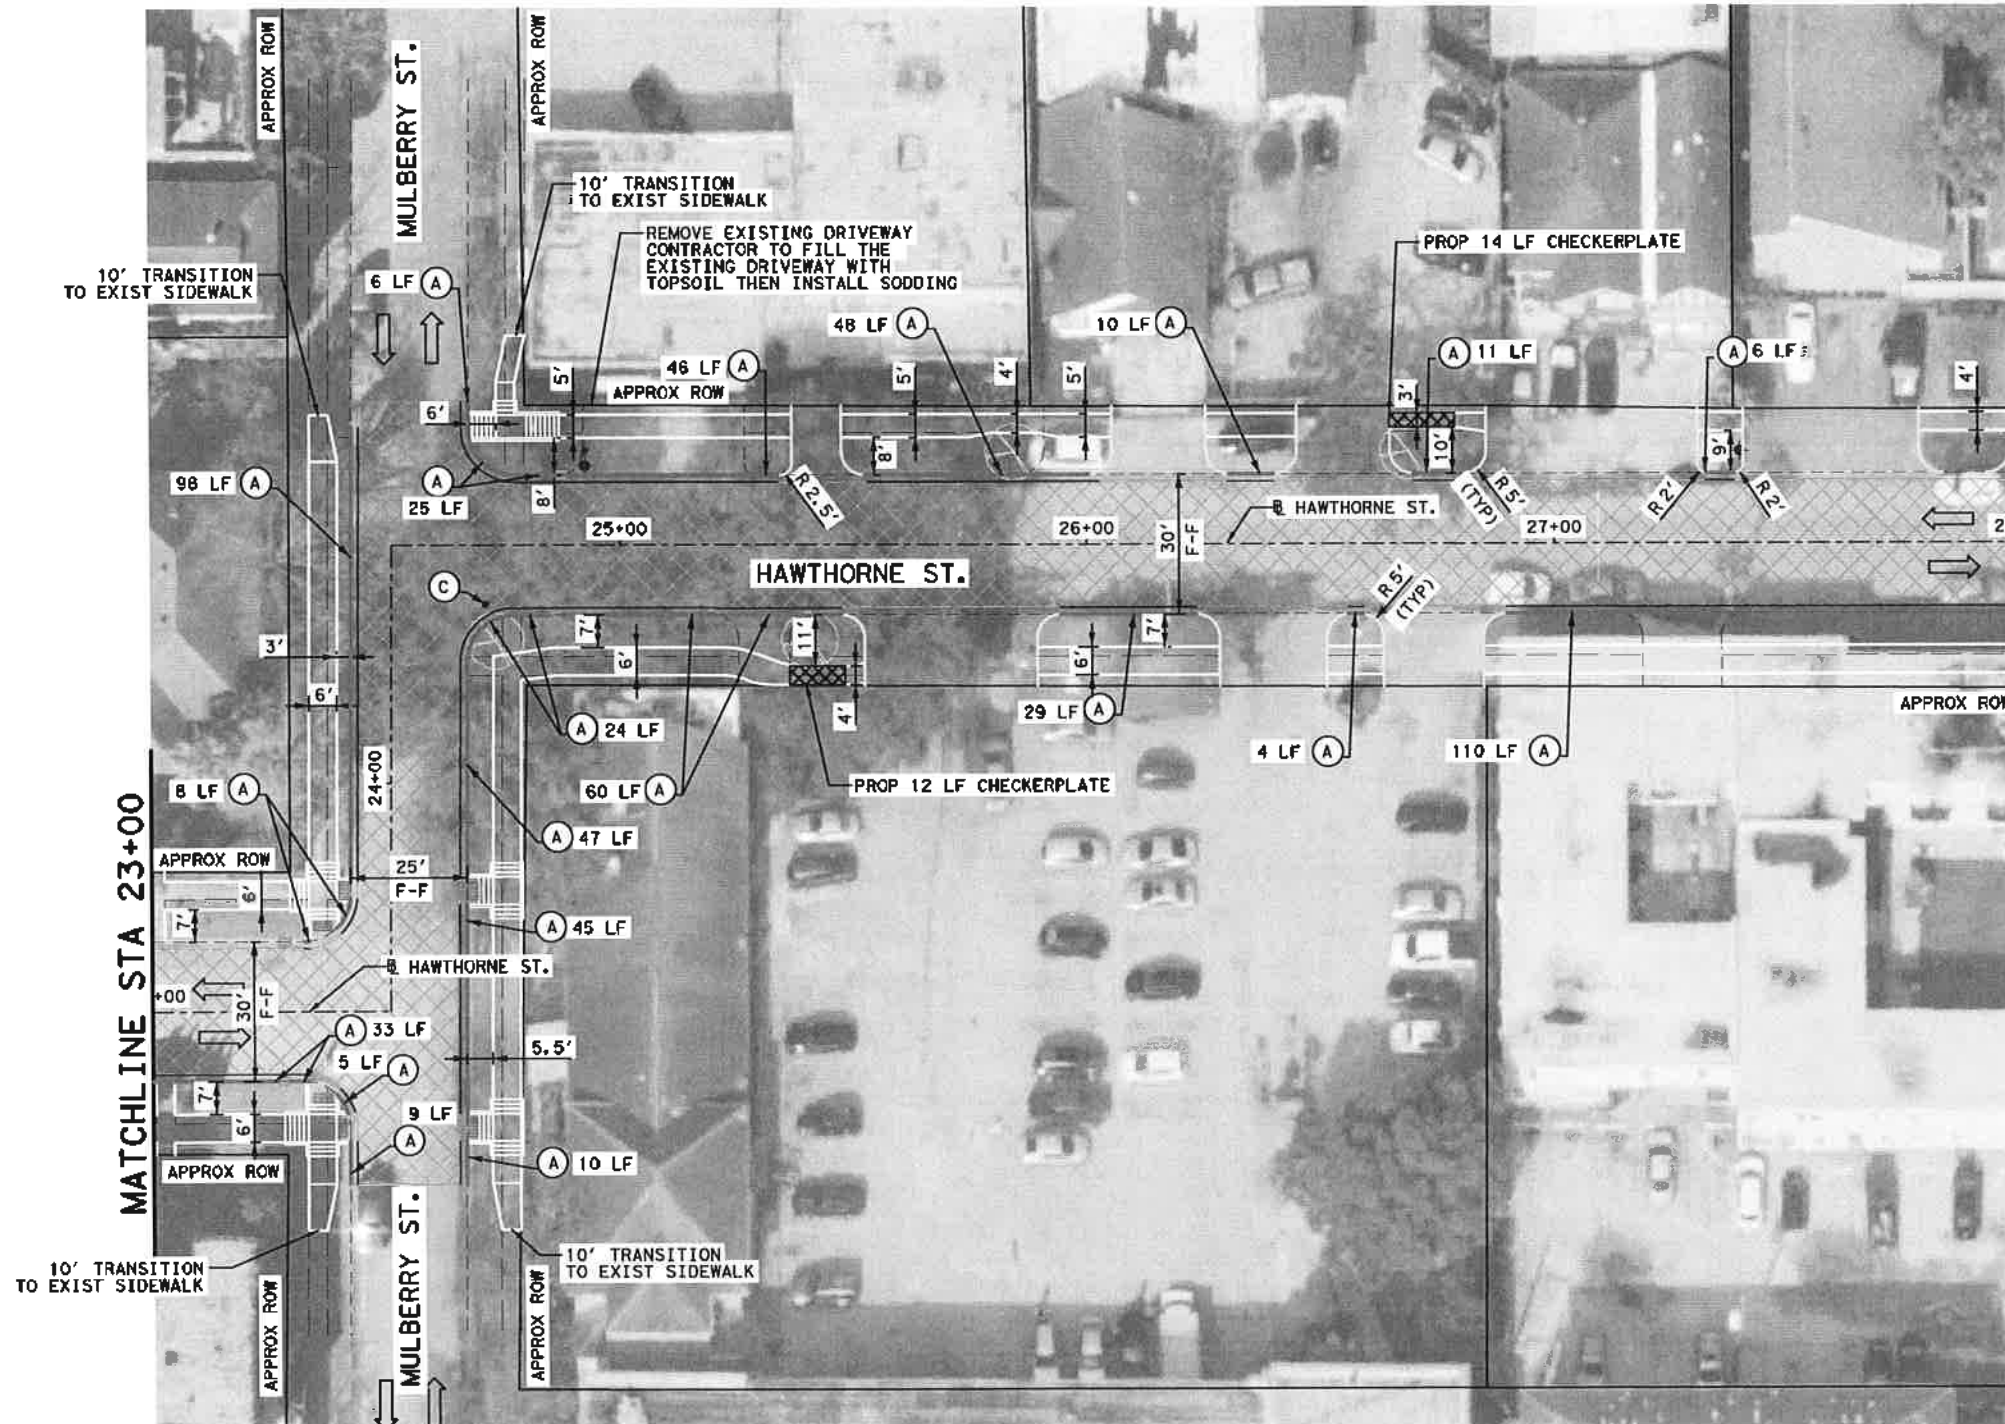 APPROX ROW
MULBERRY ST.
APPROX ROW
10' TRANSITION
TO EXIST SIDEWALK
REMOVE EXISTING DRIVEWAY
CONTRACTOR TO FILL THE
EXISTING DRIVEWAY WITH
TOPSOIL THEN INSTALL SODDING
PROP 14 LF CHECKERPLATE
10' TRANSITION
TO EXIST SIDEWALK
6 LF A
48 LF A
10 LF A
A 11 LF
A 6 LF
46 LF A
APPROX ROW
5'
5'
4'
5'
3'
4'
6'
8'
8'
10'
9'
98 LF A
A
25 LF
R 2.5'
R 5'
(TYP)
R 2'
R 2'
25+00
26+00
30'
F-F
B HAWTHORNE ST.
27+00
2
HAWTHORNE ST.
C
R 5'
(TYP)
7'
6'
11'
4'
6'
7'
3'
6'
A 24 LF
29 LF A
4 LF A
110 LF A
APPROX ROW
24+00
8 LF A
60 LF A
PROP 12 LF CHECKERPLATE
A 47 LF
MATCHLINE STA 23+00
APPROX ROW
25'
F-F
6'
7'
A 45 LF
B HAWTHORNE ST.
+00
30'
F-F
A 33 LF
5 LF A
5.5'
7'
6'
9 LF
A
A 10 LF
APPROX ROW
10' TRANSITION
TO EXIST SIDEWALK
10' TRANSITION
TO EXIST SIDEWALK
APPROX ROW
MULBERRY ST.
APPROX ROW